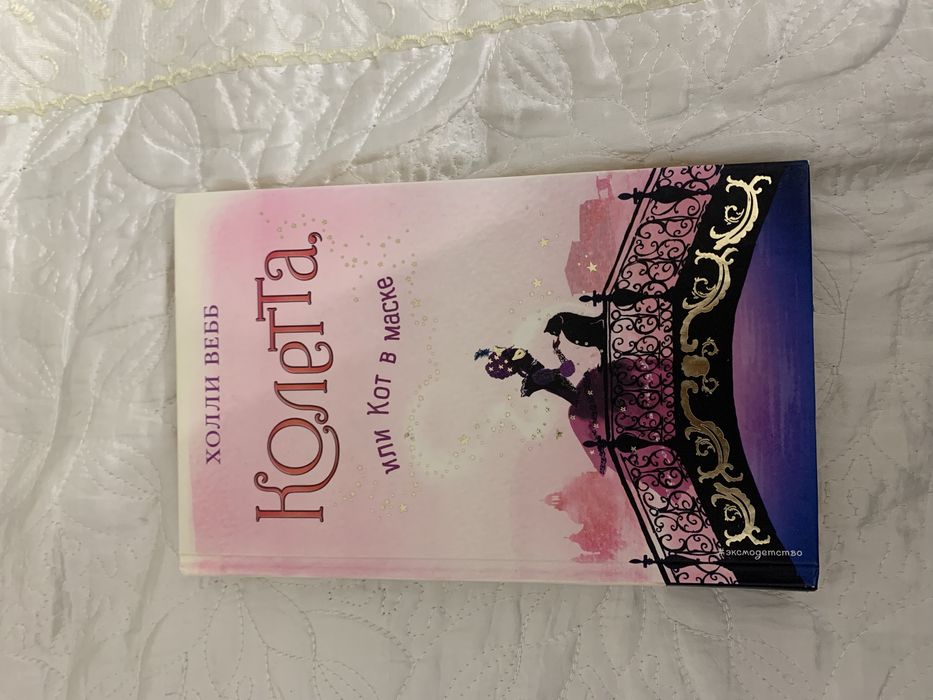 ХОЛЛИ ВЕББ
КОЛЕТТА,
или Кот в маске
#эксмодетство